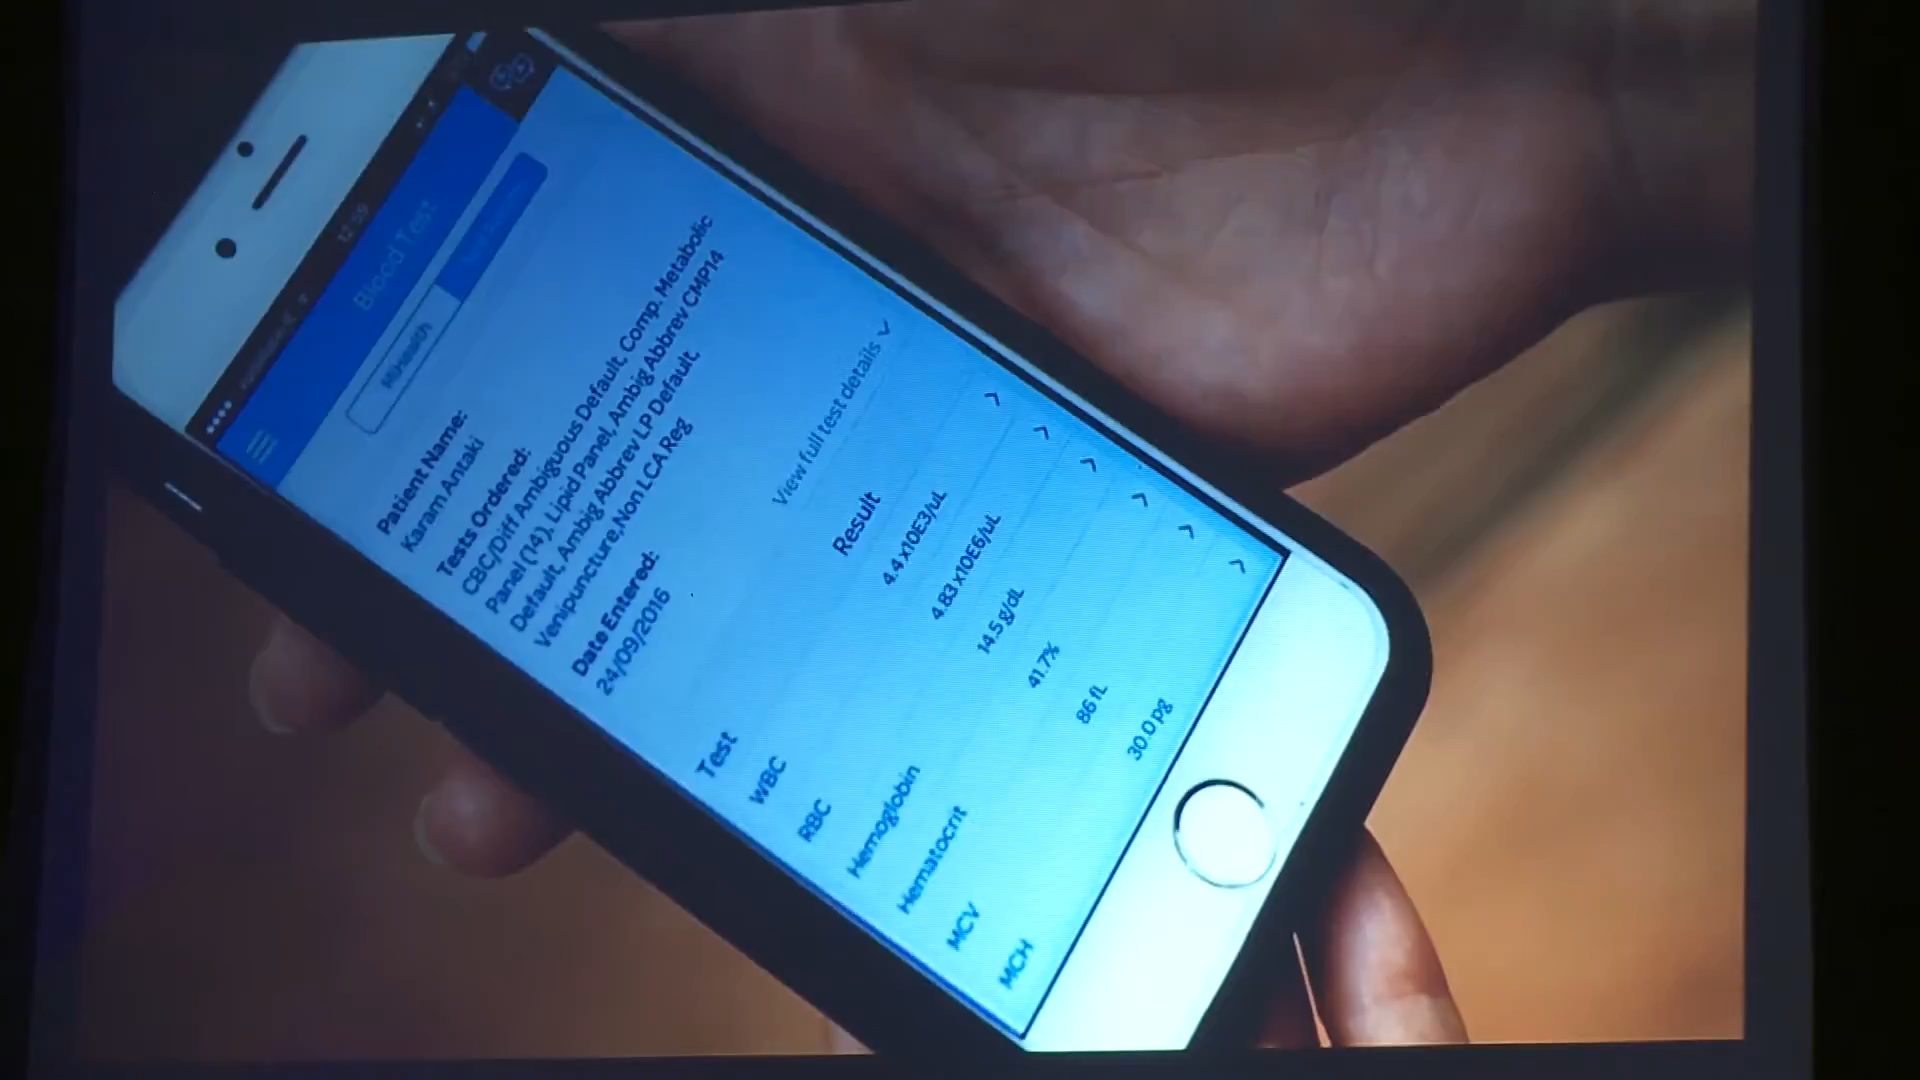 12:59
Blood Test
MiHealth
Patient Name:
Karam Antaki
Tests Ordered:
CBC/Diff Ambiguous Default, Comp. Metabolic
Panel (14), Lipid Panel, Ambig Abbrev CMP14
Default, Ambig Abbrev LP Default,
Venipuncture,Non LCA Reg
Date Entered:
24/09/2016
View full test details
Test Result
WBC 4.4 x10E3/uL
RBC 4.83 x10E6/uL
Hemoglobin 14.5 g/dL
Hematocrit 41.7%
MCV 86 fL
MCH 30.0 pg